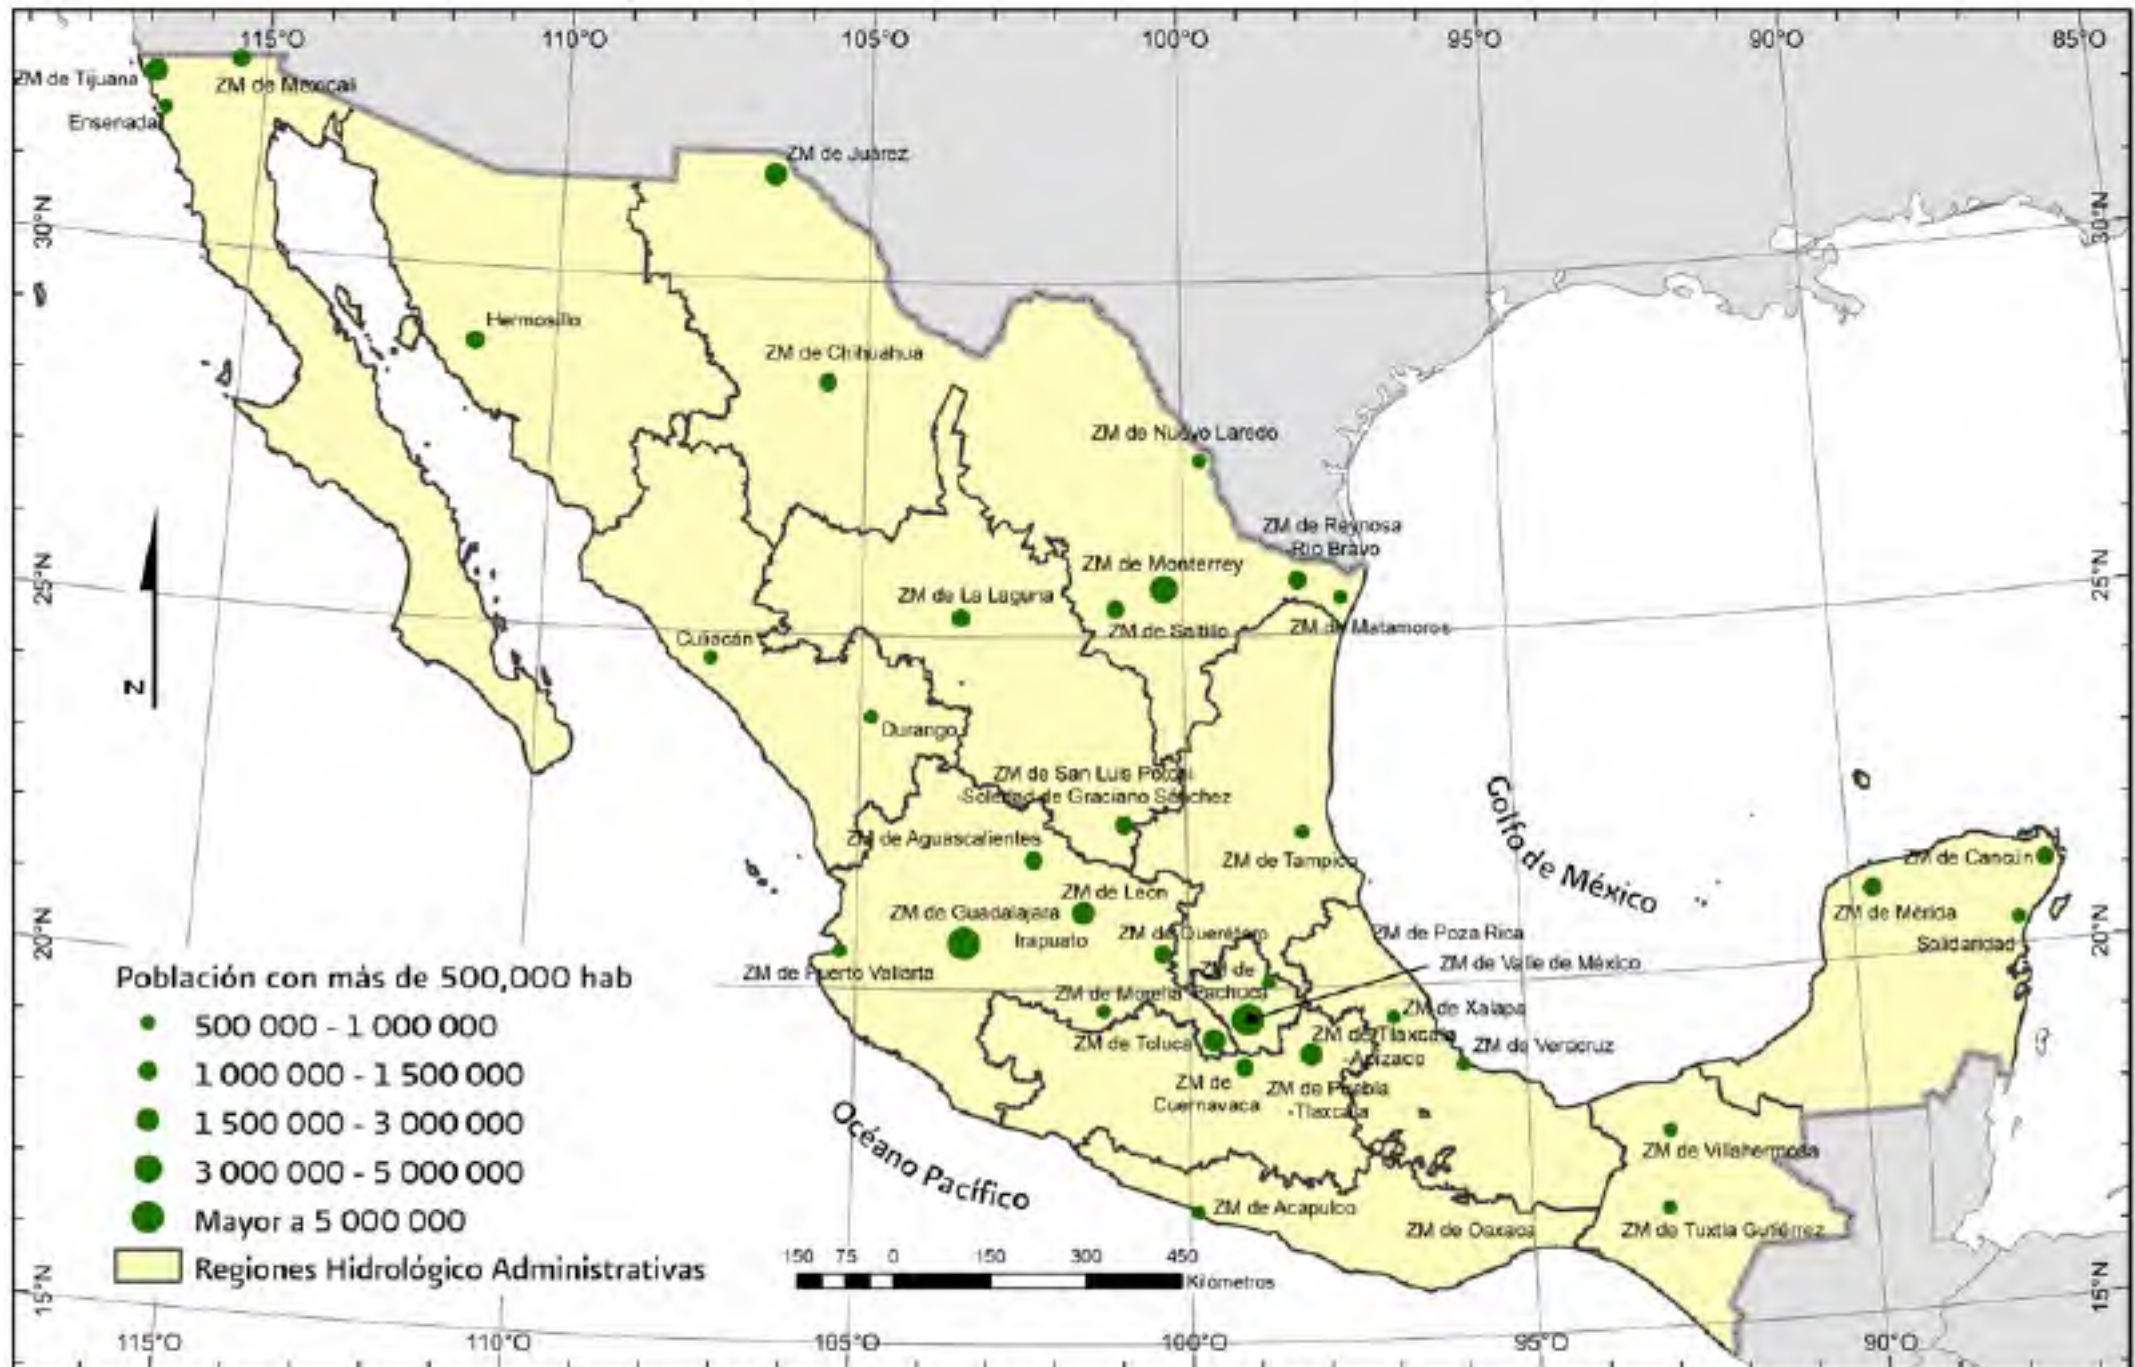 115°O
110°O
105°O
100°O
95°O
90°O
85°O
ZM de Tijuana
ZM de Mexicali
Ensenada
ZM de Juárez
30°N
30°N
Hermosillo
ZM de Chihuahua
ZM de Nuevo Laredo
ZM de Reynosa
-Río Bravo
25°N
25°N
ZM de Monterrey
ZM de La Laguna
ZM de Saltillo
ZM de Matamoros
Culiacán
N
Durango
ZM de San Luis Potosí
-Soledad de Graciano Sánchez
Golfo de México
ZM de Aguascalientes
ZM de Tampico
ZM de Cancún
ZM de León
ZM de Guadalajara
ZM de Mérida
20°N
20°N
Irapuato
ZM de Querétaro
ZM de Poza Rica
Solidaridad
ZM de Puerto Vallarta
ZM de
Pachuca
ZM de Valle de México
ZM de Morelia
ZM de Xalapa
ZM de Toluca
ZM de Tlaxcala
-Apizaco
ZM de Veracruz
ZM de
Cuernavaca
ZM de Puebla
-Tlaxcala
Océano Pacífico
ZM de Villahermosa
ZM de Acapulco
ZM de Oaxaca
ZM de Tuxtla Gutiérrez
Población con más de 500,000 hab
500 000 - 1 000 000
1 000 000 - 1 500 000
1 500 000 - 3 000 000
3 000 000 - 5 000 000
Mayor a 5 000 000
Regiones Hidrológico Administrativas
150 75 0 150 300 450
Kilómetros
15°N
15°N
115°O
110°O
105°O
100°O
95°O
90°O